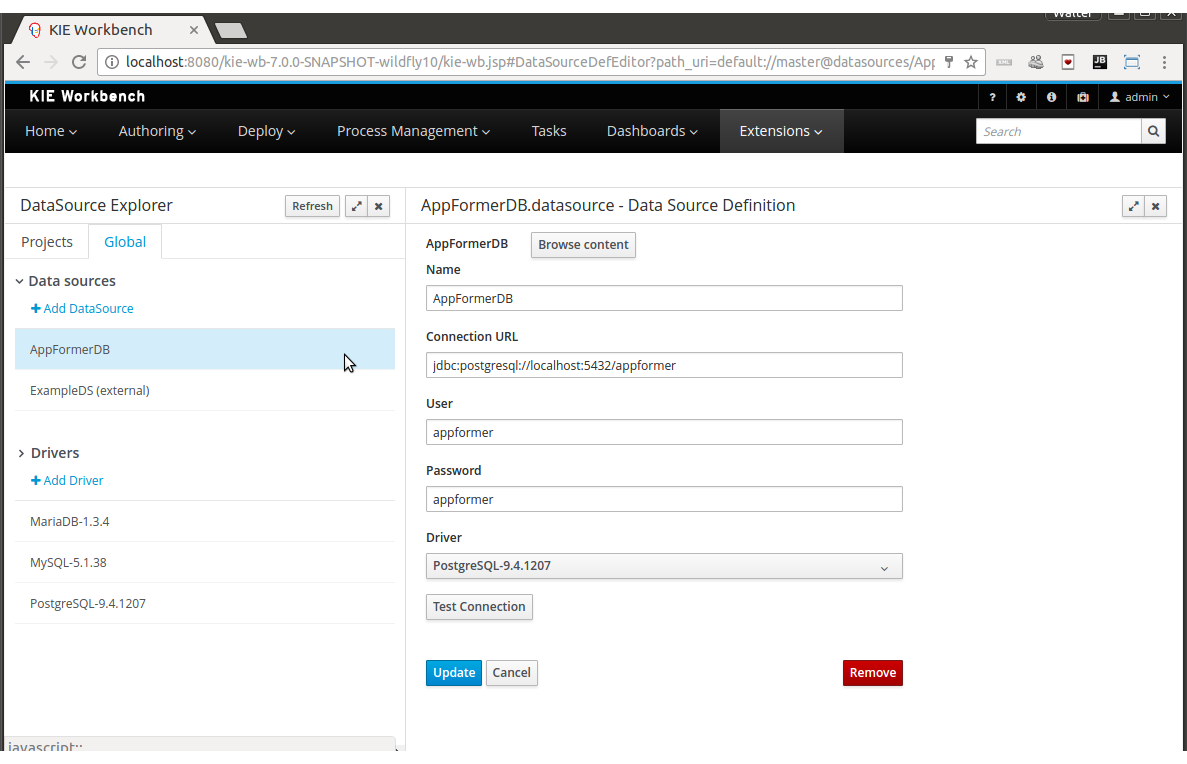 Walter
KIE Workbench
localhost:8080/kie-wb-7.0.0-SNAPSHOT-wildfly10/kie-wb.jsp#DataSourceDefEditor?path_uri=default://master@datasources/App
JB
KIE Workbench
? admin
Home Authoring Deploy Process Management Tasks Dashboards Extensions Search
DataSource Explorer Refresh
AppFormerDB.datasource - Data Source Definition
Projects Global
AppFormerDB Browse content
Name
Data sources
AppFormerDB
+ Add DataSource
Connection URL
AppFormerDB
jdbc:postgresql://localhost:5432/appformer
ExampleDS (external)
User
appformer
Drivers
Password
+ Add Driver
appformer
MariaDB-1.3.4
Driver
MySQL-5.1.38
PostgreSQL-9.4.1207
PostgreSQL-9.4.1207
Test Connection
Update Cancel Remove
javascript:;